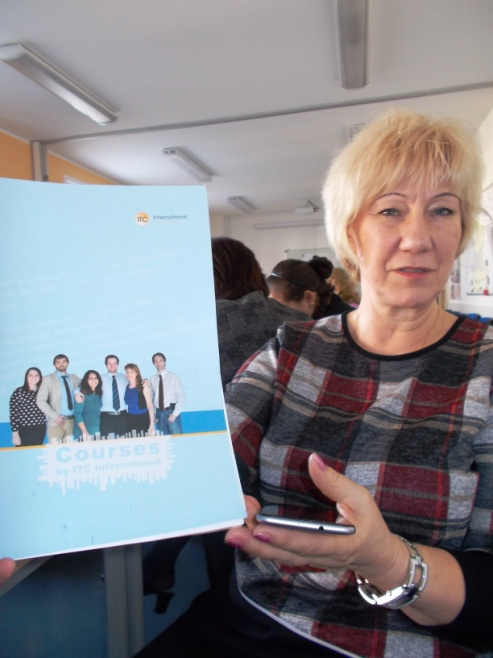 ITC International
Courses
by ITC International